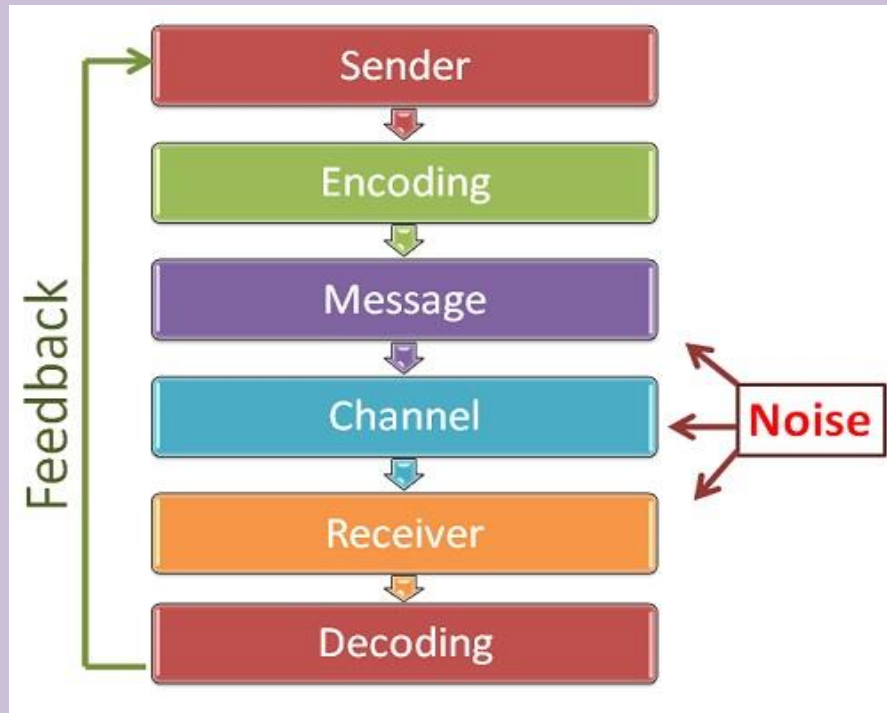 Sender
Encoding
Message
Channel
Noise
Receiver
Decoding
Feedback